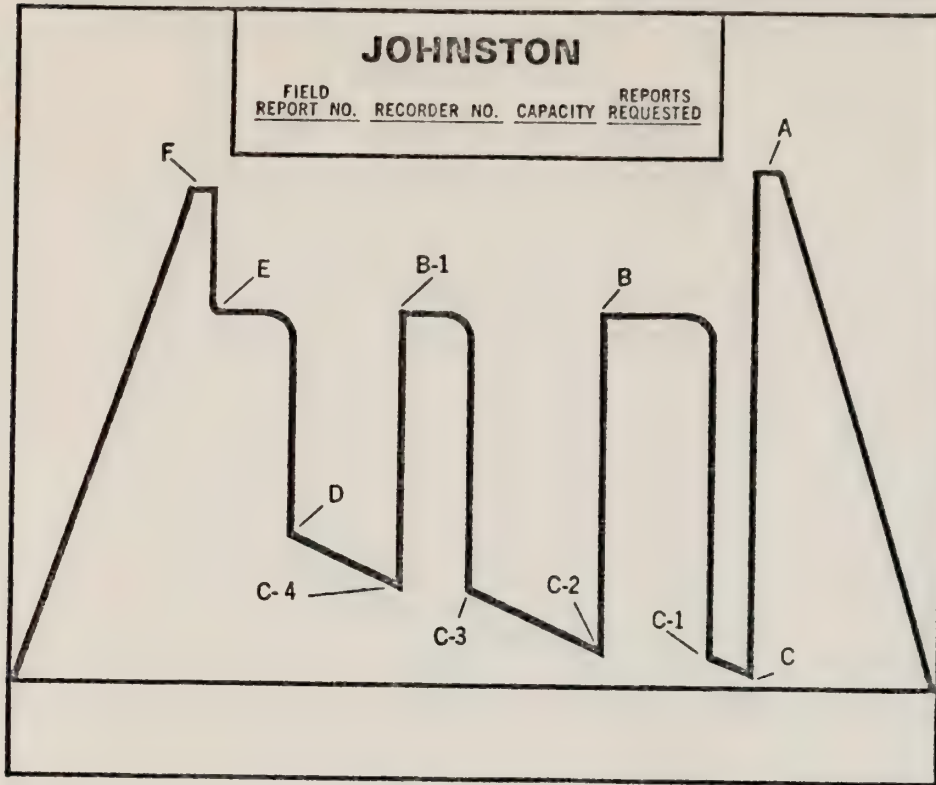 JOHNSTON
FIELD REPORT NO. RECORDER NO. CAPACITY REPORTS REQUESTED
A
F
E
B-1
B
D
C-4
C-3
C-2
C-1
C